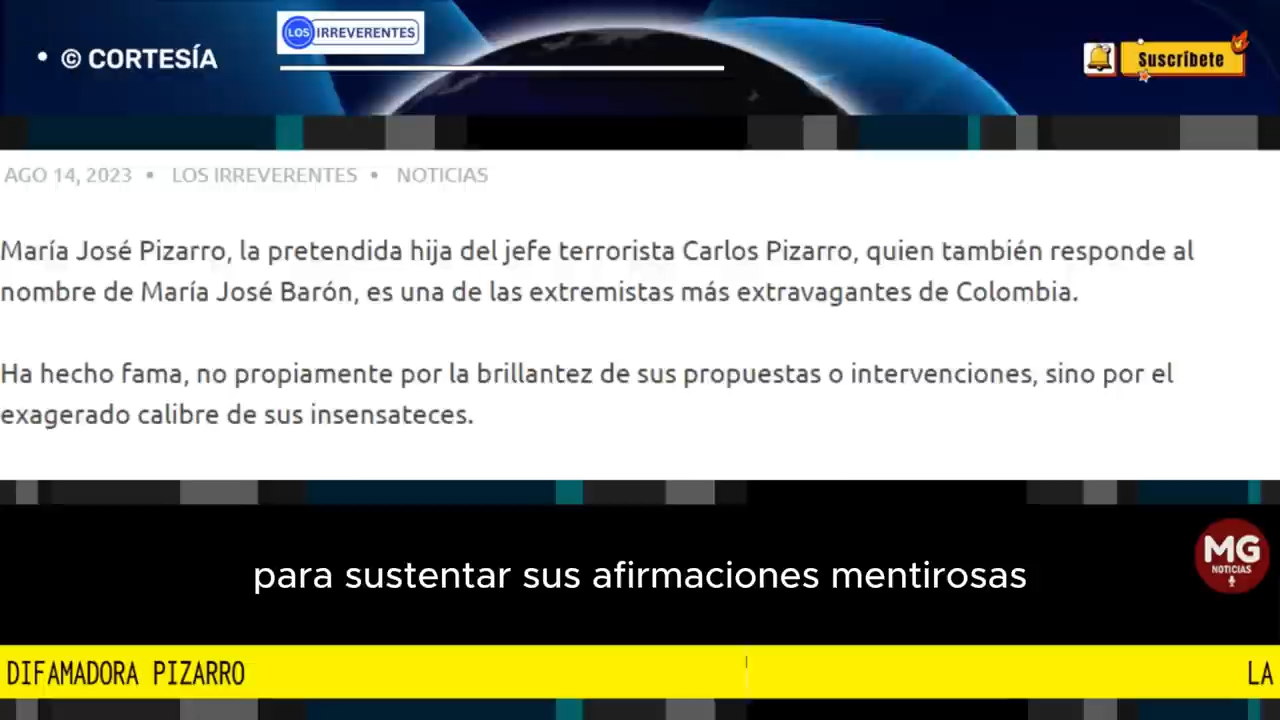 • © CORTESÍA
LOS IRREVERENTES
Suscríbete
AGO 14, 2023 • LOS IRREVERENTES • NOTICIAS
María José Pizarro, la pretendida hija del jefe terrorista Carlos Pizarro, quien también responde al
nombre de María José Barón, es una de las extremistas más extravagantes de Colombia.
Ha hecho fama, no propiamente por la brillantez de sus propuestas o intervenciones, sino por el
exagerado calibre de sus insensateces.
para sustentar sus afirmaciones mentirosas
MG
NOTICIAS
DIFAMADORA PIZARRO
LA